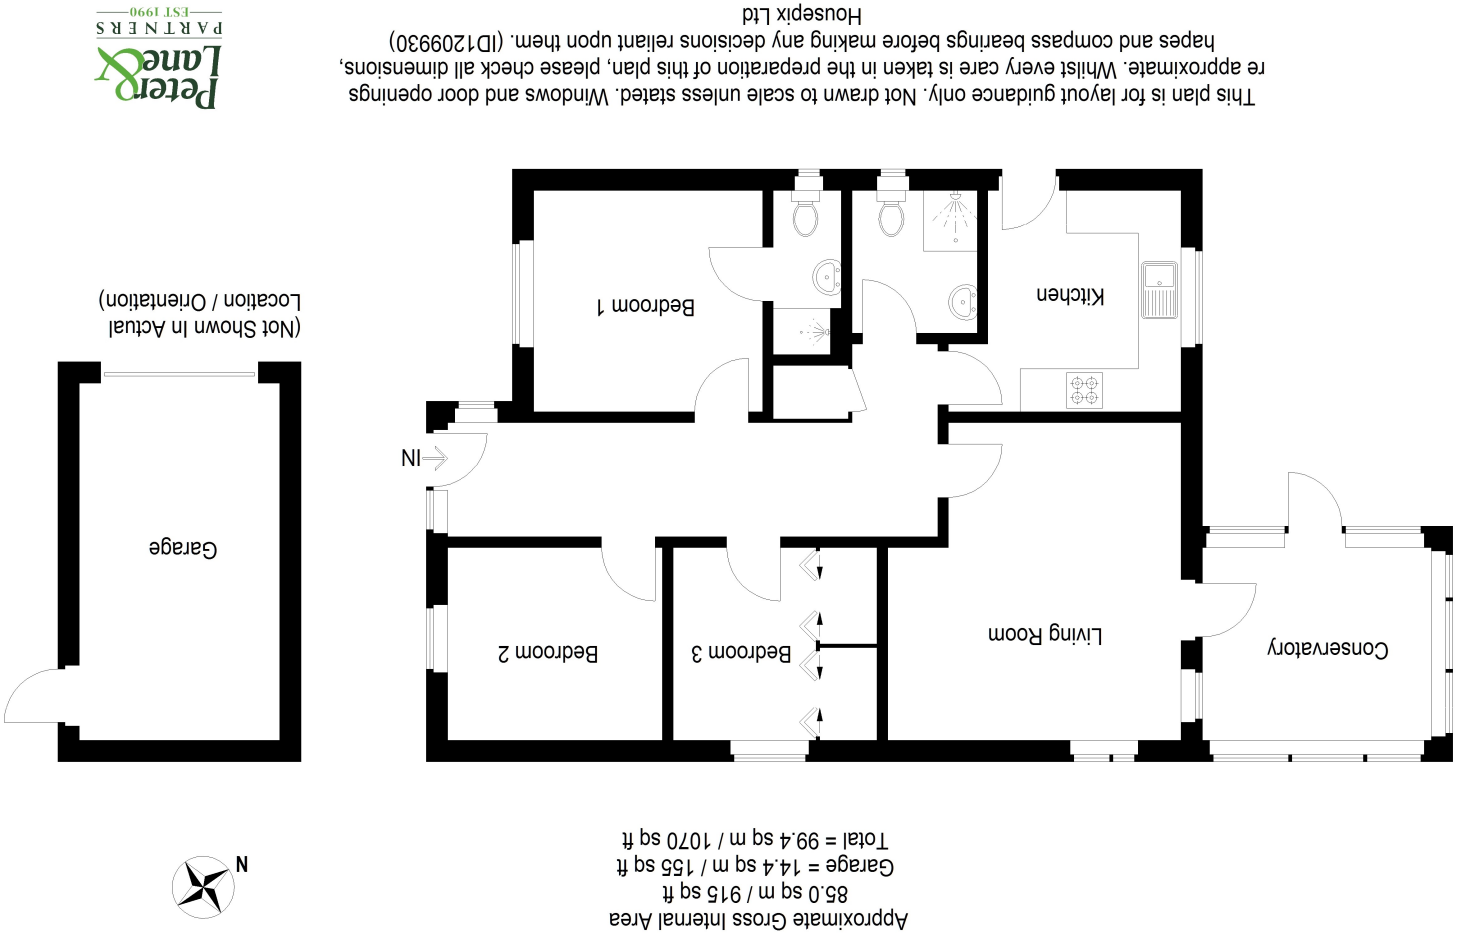 Approximate Gross Internal Area
85.0 sq m / 915 sq ft
Garage = 14.4 sq m / 155 sq ft
Total = 99.4 sq m / 1070 sq ft
N
Conservatory
Living Room
Bedroom 3
Bedroom 2
Garage
IN
Kitchen
Bedroom 1
(Not Shown In Actual
Location / Orientation)
This plan is for layout guidance only. Not drawn to scale unless stated. Windows and door openings
re approximate. Whilst every care is taken in the preparation of this plan, please check all dimensions,
hapes and compass bearings before making any decisions reliant upon them. (ID1209930)
Housepix Ltd
Peter
Lane&
PARTNERS
EST 1990